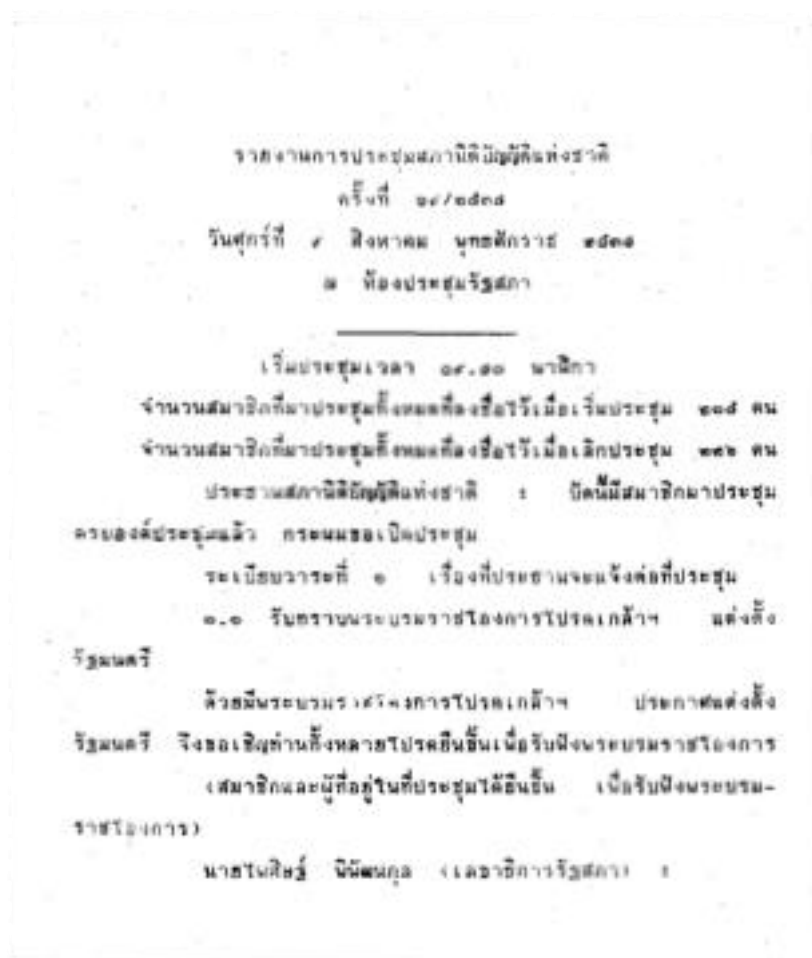 รายงานการประชุมสภานิติบัญญัติแห่งชาติ
ครั้งที่
วันศุกร์ที่ ๙ สิงหาคม พุทธศักราช ๒๕๓๔
ณ ห้องประชุมรัฐสภา
เริ่มประชุมเวลา นาฬิกา
จำนวนสมาชิกที่มาประชุมทั้งหมดที่ลงชื่อไว้เมื่อเริ่มประชุม คน
จำนวนสมาชิกที่มาประชุมทั้งหมดที่ลงชื่อไว้เมื่อเลิกประชุม คน
ประธานสภานิติบัญญัติแห่งชาติ : บัดนี้มีสมาชิกมาประชุม
ครบองค์ประชุมแล้ว กระผมขอเปิดประชุม
ระเบียบวาระที่ ๑ เรื่องที่ประธานจะแจ้งต่อที่ประชุม
๑.๑ รับทราบพระบรมราชโองการโปรดเกล้าฯ แต่งตั้ง
รัฐมนตรี
ด้วยมีพระบรมราชโองการโปรดเกล้าฯ ประกาศแต่งตั้ง
รัฐมนตรี จึงขอเชิญท่านทั้งหลายโปรดยืนขึ้นเพื่อรับฟังพระบรมราชโองการ
(สมาชิกและผู้ที่อยู่ในที่ประชุมได้ยืนขึ้น เพื่อรับฟังพระบรม-
ราชโองการ)
นายไพศิษฐ์ พิพัฒนกุล (เลขาธิการรัฐสภา) :